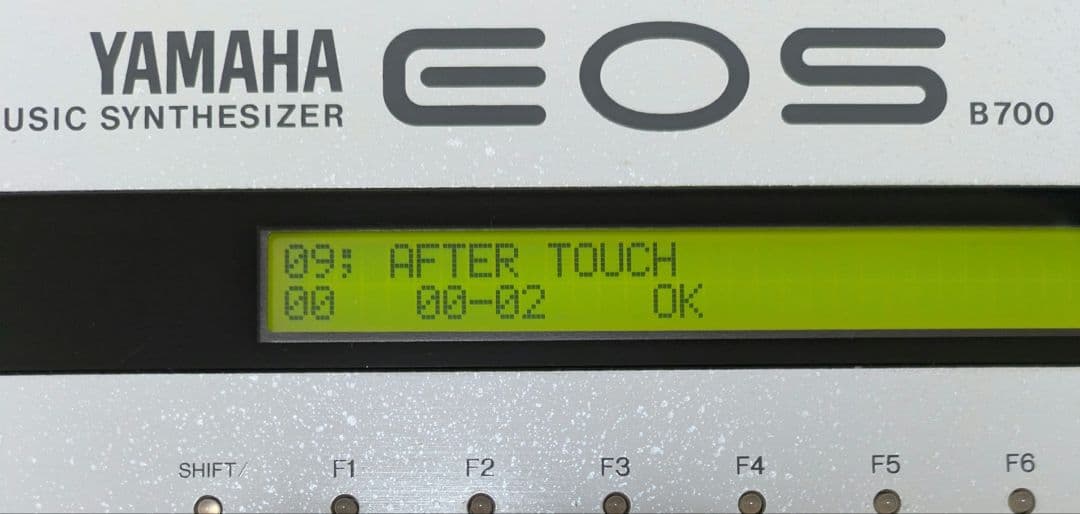 YAMAHA EOS B700
USIC SYNTHESIZER
09; AFTER TOUCH
00 00-02 OK
SHIFT/ F1 F2 F3 F4 F5 F6